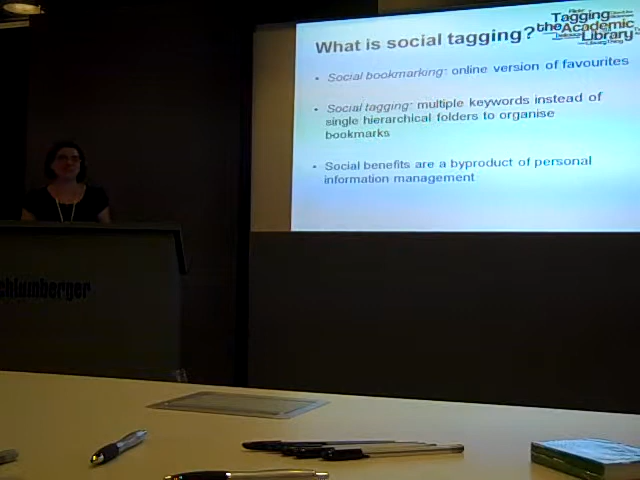 What is social tagging?
Tagging
the Academic
Library
• Social bookmarking: online version of favourites
• Social tagging: multiple keywords instead of
single hierarchical folders to organise
bookmarks
• Social benefits are a byproduct of personal
information management
chlumberger